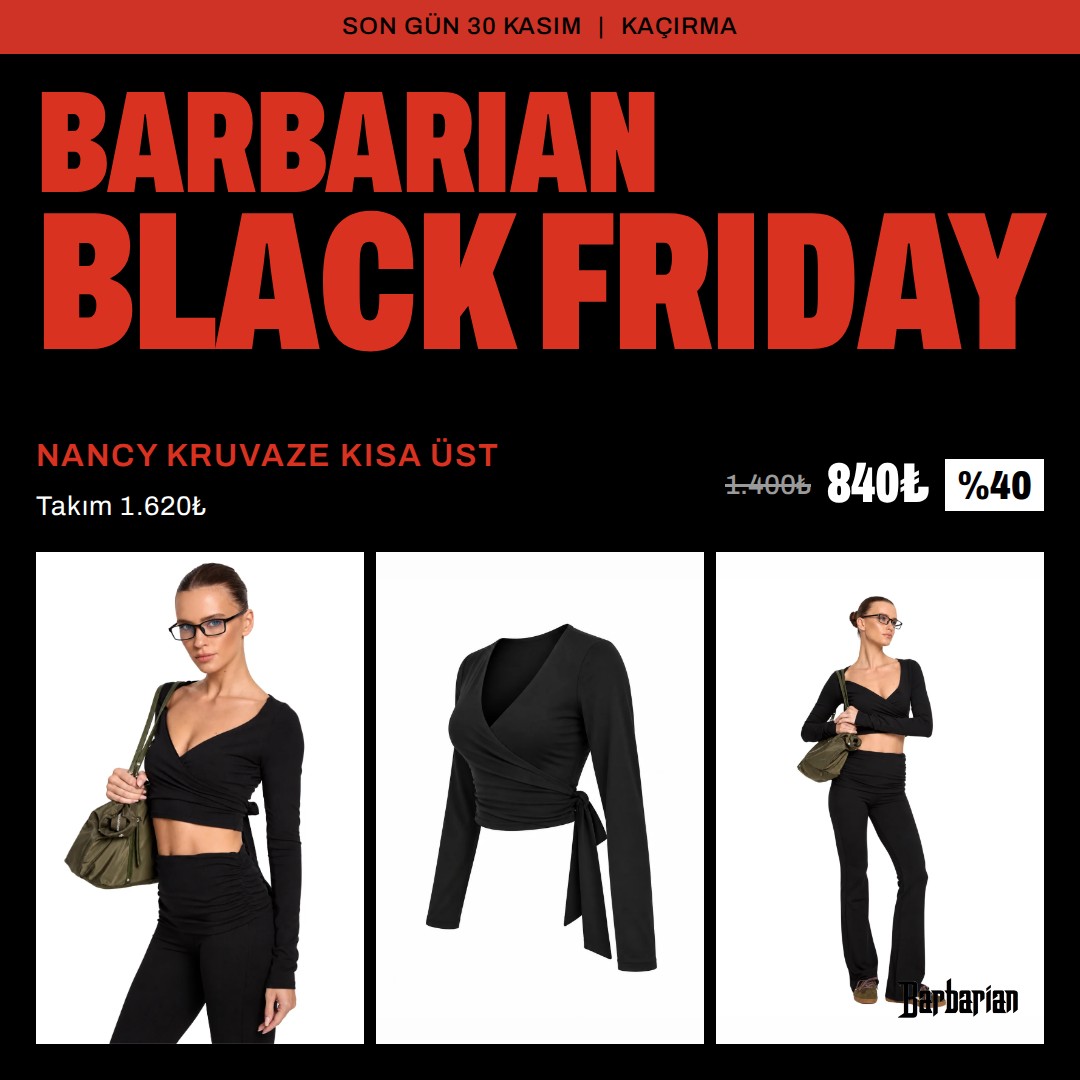 SON GÜN 30 KASIM | KAÇIRMA
BARBARIAN
BLACK FRIDAY
NANCY KRUVAZE KISA ÜST
Takım 1.620₺
1.400₺ 840₺ %40
Barbarian